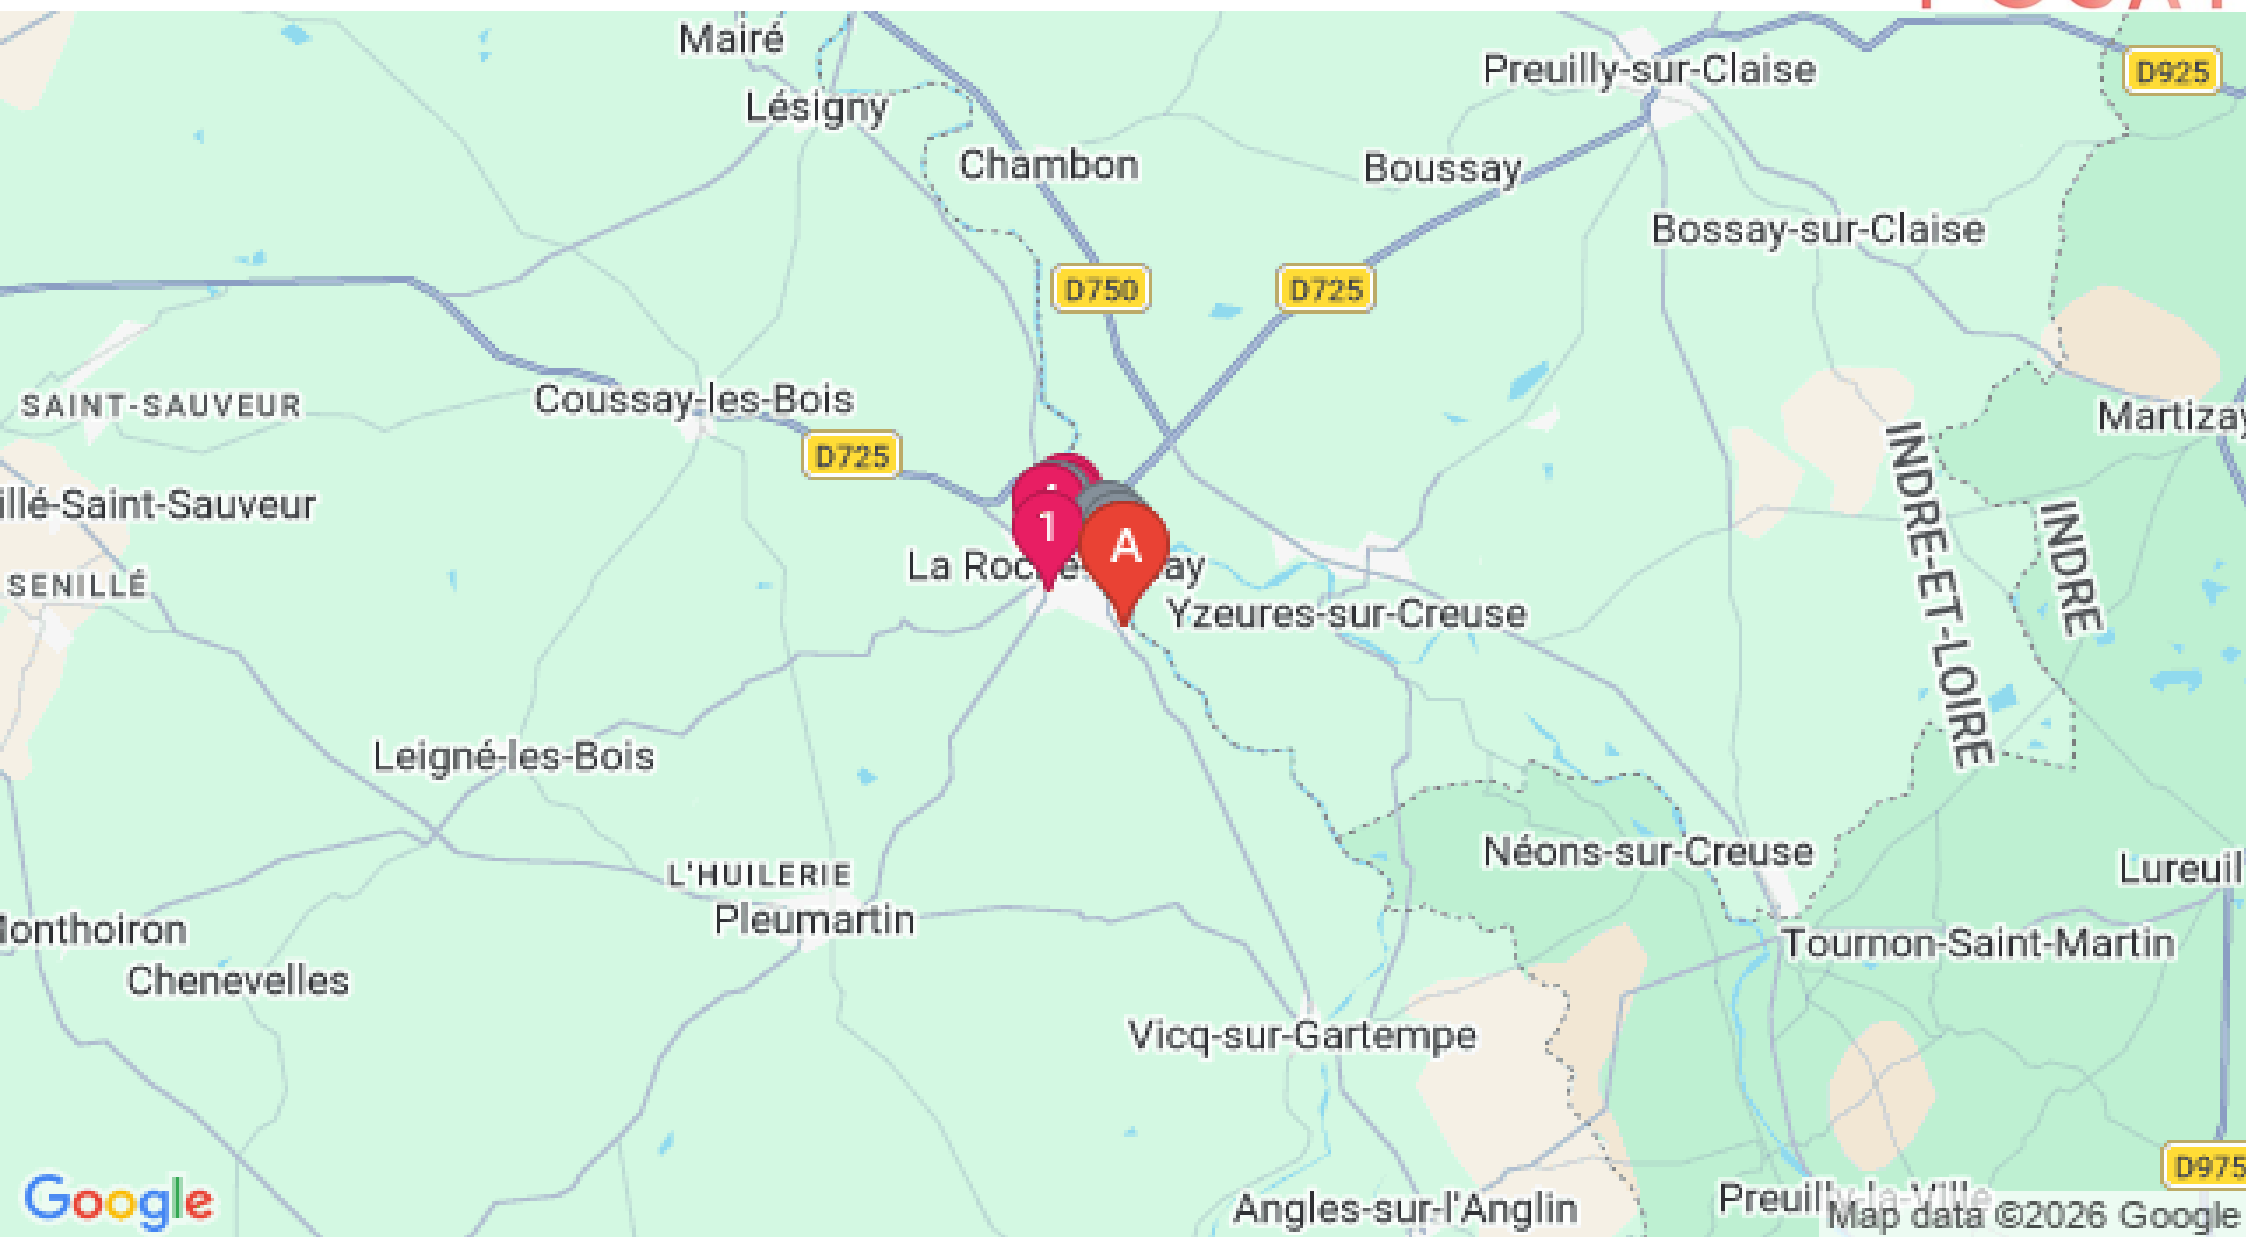 Mairé
Preuilly-sur-Claise
D925
Lésigny
Chambon
Boussay
Bossay-sur-Claise
D750
D725
SAINT-SAUVEUR
Coussay-les-Bois
Martizay
D725
illé-Saint-Sauveur
INDRE-ET-LOIRE
INDRE
1
A
La Roc
ay
SENILLÉ
Yzeures-sur-Creuse
Leigné-les-Bois
Néons-sur-Creuse
L'HUILERIE
Lureuil
Pleumartin
onthoiron
Tournon-Saint-Martin
Chenevelles
Vicq-sur-Gartempe
D975
Google
Angles-sur-l'Anglin
Preuilly-la-Ville
Map data ©2026 Google